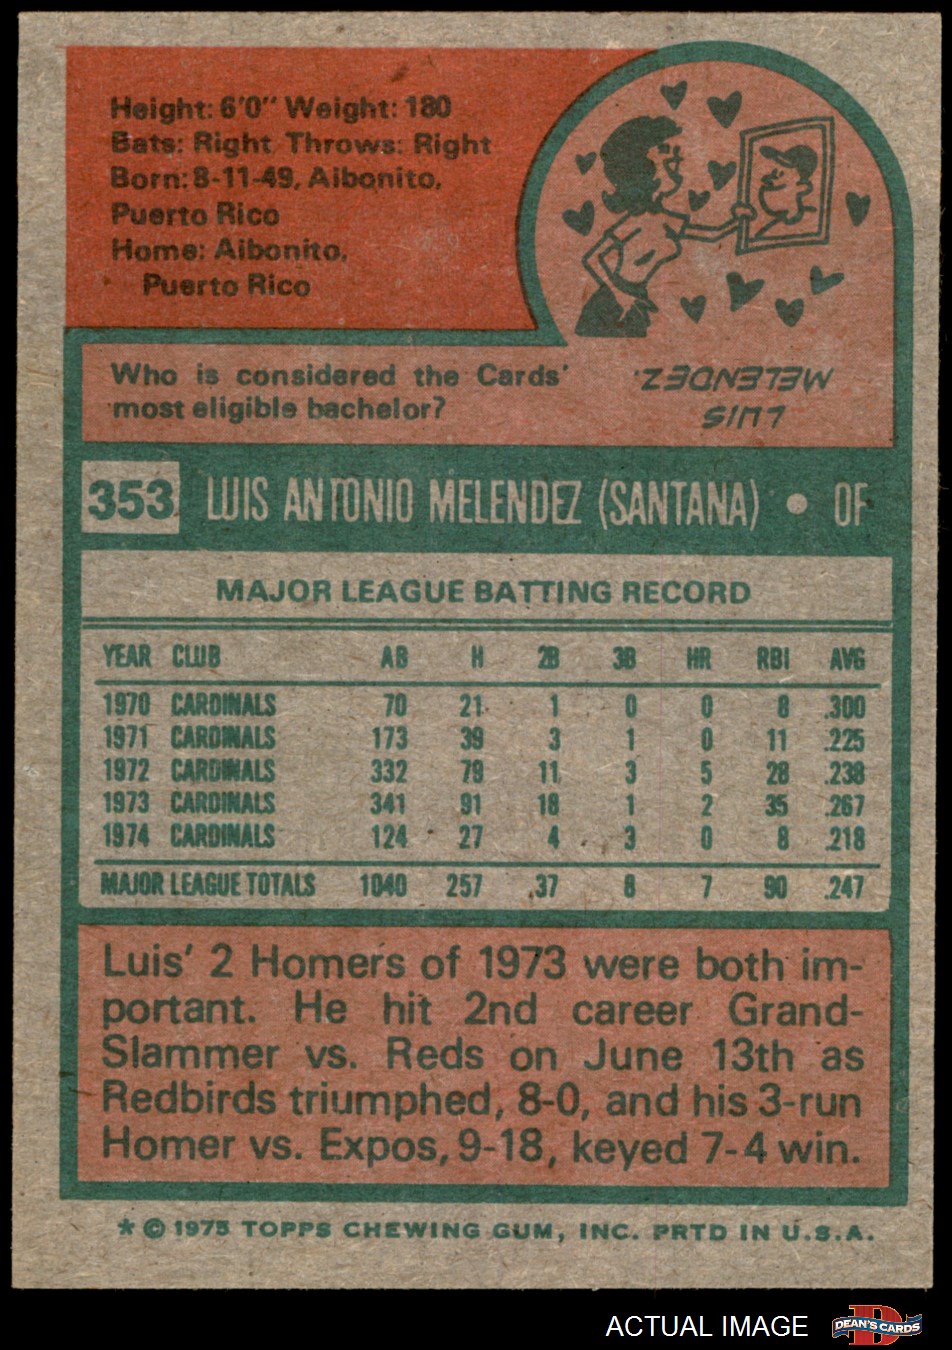 Height: 6'0" Weight: 180
Bats: Right Throws: Right
Born: 8-11-49, Aibonito,
Puerto Rico
Home: Aibonito,
Puerto Rico
Who is considered the Cards'
most eligible bachelor?
LUIS
MELENDEZ.
353 LUIS ANTONIO MELENDEZ (SANTANA) • OF
MAJOR LEAGUE BATTING RECORD
YEAR CLUB AB H 2B 3B HR RBI AVG
1970 CARDINALS 70 21 1 0 0 8 .300
1971 CARDINALS 173 39 3 1 0 11 .225
1972 CARDINALS 332 79 11 3 5 28 .238
1973 CARDINALS 341 91 18 1 2 35 .267
1974 CARDINALS 124 27 4 3 0 8 .218
MAJOR LEAGUE TOTALS 1040 257 37 8 7 90 .247
Luis' 2 Homers of 1973 were both im-
portant. He hit 2nd career Grand-
Slammer vs. Reds on June 13th as
Redbirds triumphed, 8-0, and his 3-run
Homer vs. Expos, 9-18, keyed 7-4 win.
* © 1975 TOPPS CHEWING GUM, INC. PRTD IN U.S.A.
ACTUAL IMAGE
D
DEAN'S CARDS